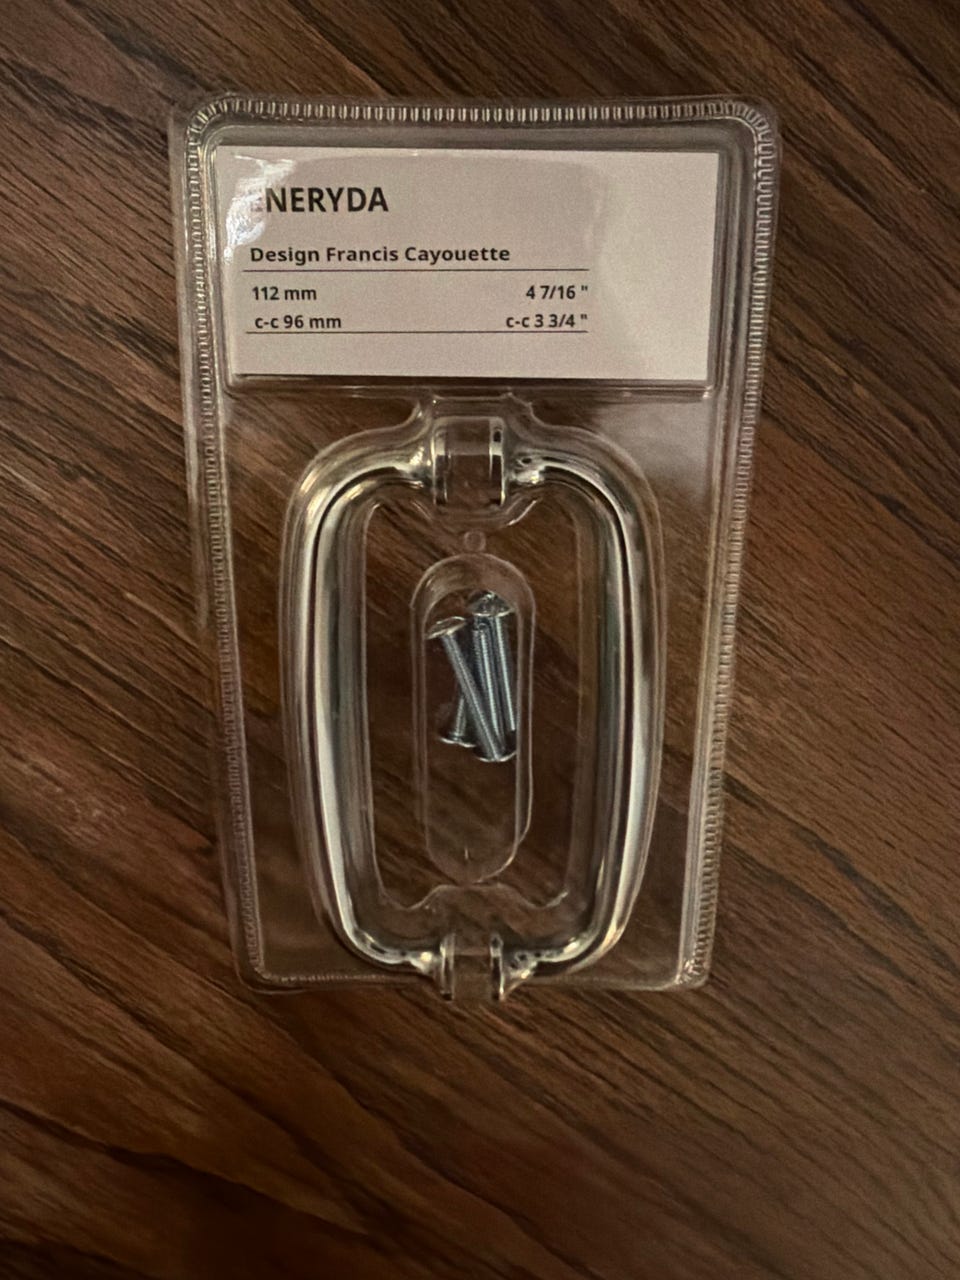 ENERYDA
Design Francis Cayouette
112 mm 4 7/16 "
c-c 96 mm c-c 3 3/4 "